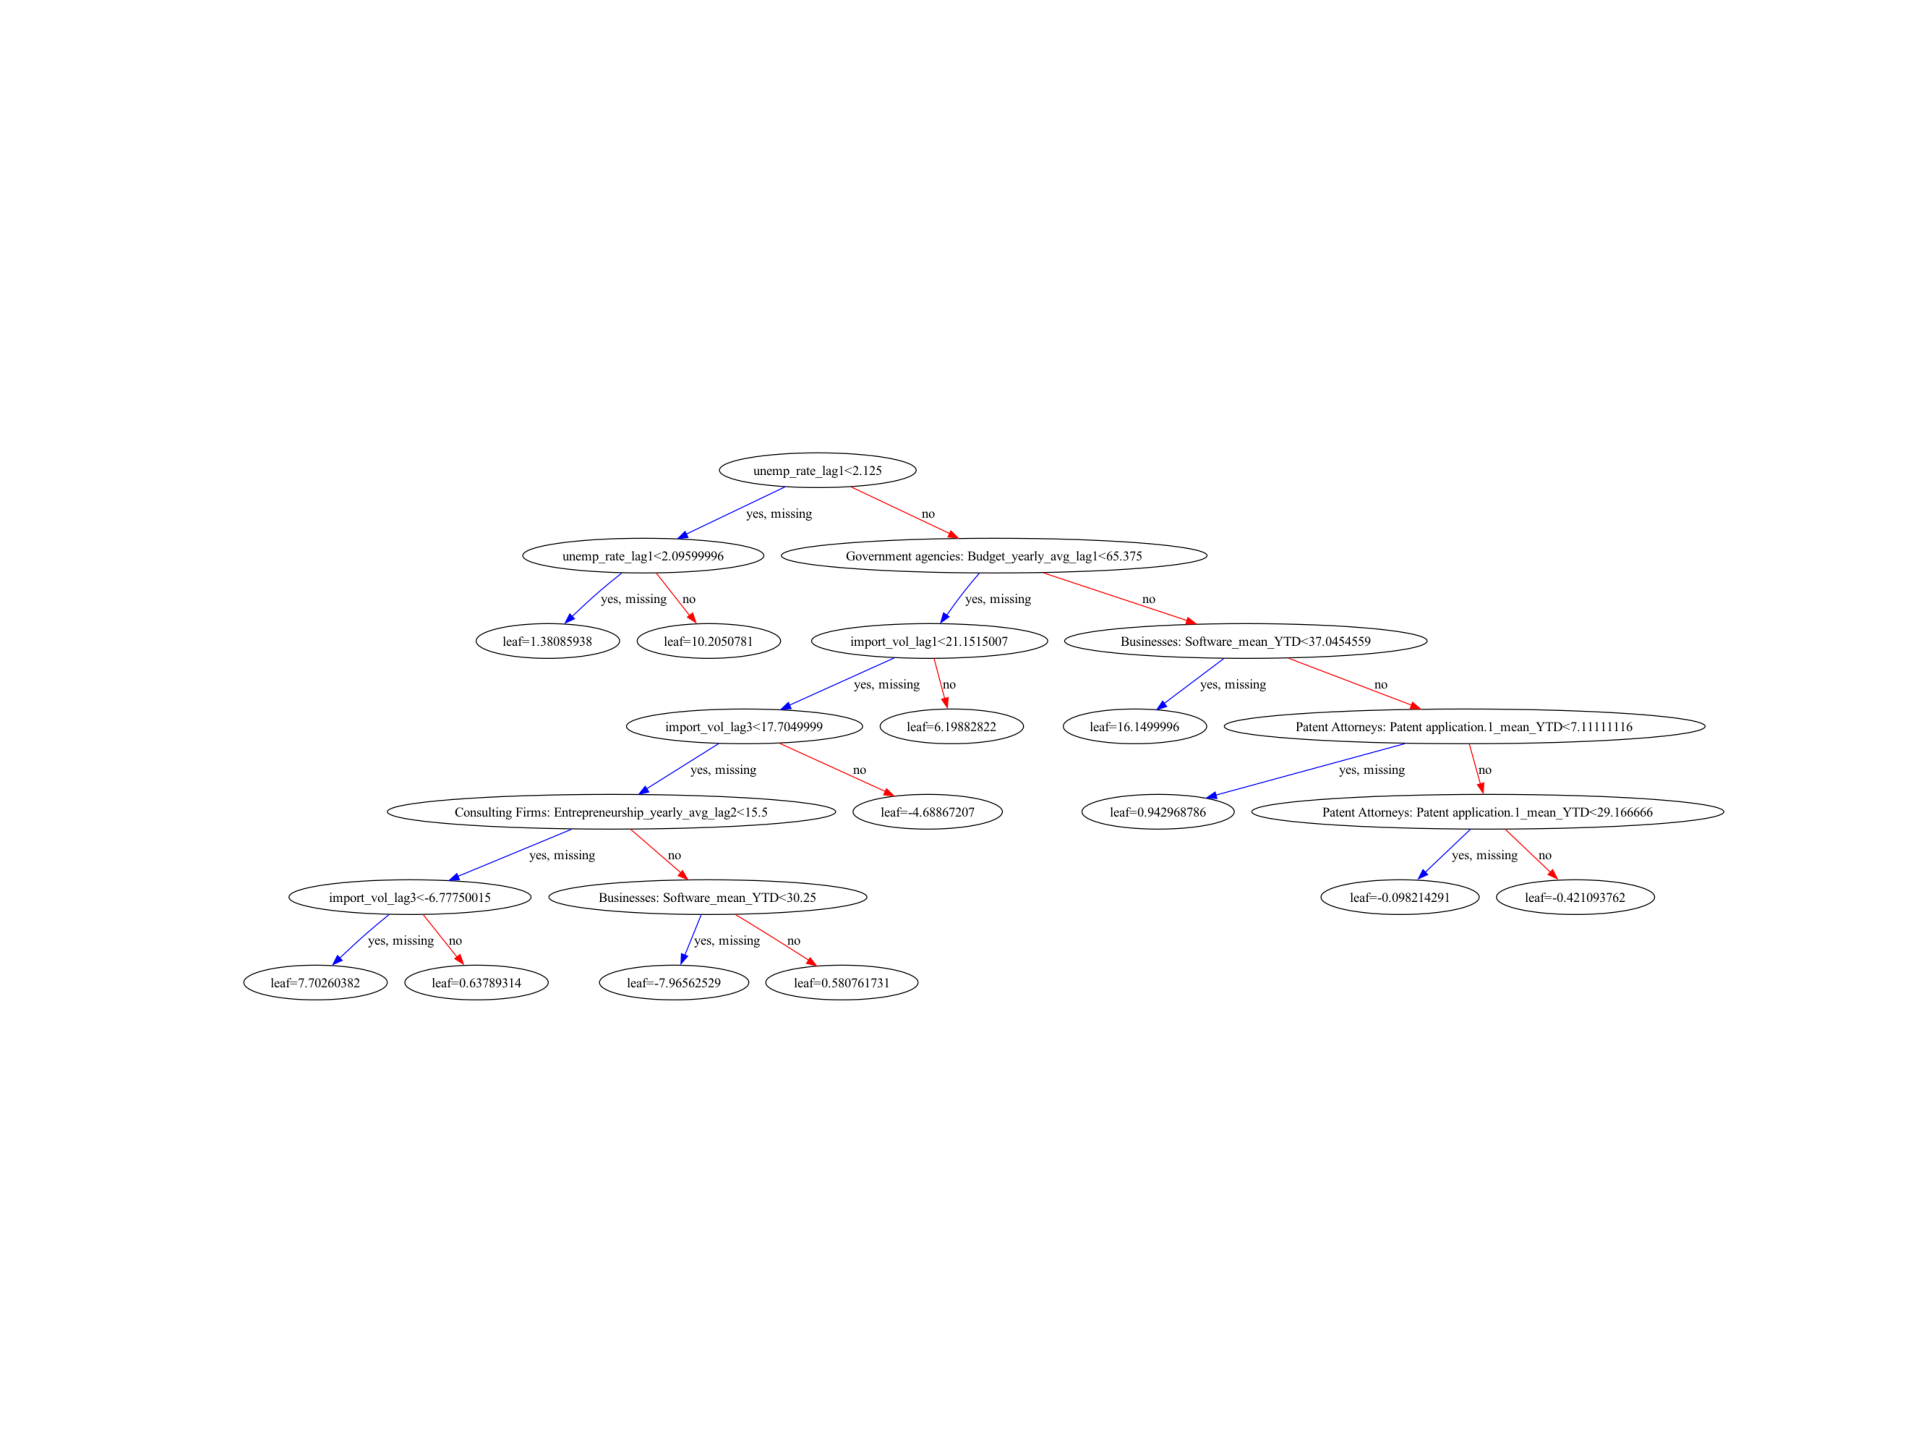 unemp_rate_lag1<2.125
yes, missing
no
unemp_rate_lag1<2.09599996
Government agencies: Budget_yearly_avg_lag1<65.375
yes, missing
no
yes, missing
no
leaf=1.38085938
leaf=10.2050781
import_vol_lag1<21.1515007
Businesses: Software_mean_YTD<37.0454559
yes, missing
no
yes, missing
no
import_vol_lag3<17.7049999
leaf=6.19882822
leaf=16.1499996
Patent Attorneys: Patent application.1_mean_YTD<7.11111116
yes, missing
no
yes, missing
no
Consulting Firms: Entrepreneurship_yearly_avg_lag2<15.5
leaf=-4.68867207
leaf=0.942968786
Patent Attorneys: Patent application.1_mean_YTD<29.166666
yes, missing
no
yes, missing
no
import_vol_lag3<-6.77750015
Businesses: Software_mean_YTD<30.25
leaf=-0.098214291
leaf=-0.421093762
yes, missing
no
yes, missing
no
leaf=7.70260382
leaf=0.63789314
leaf=-7.96562529
leaf=0.580761731